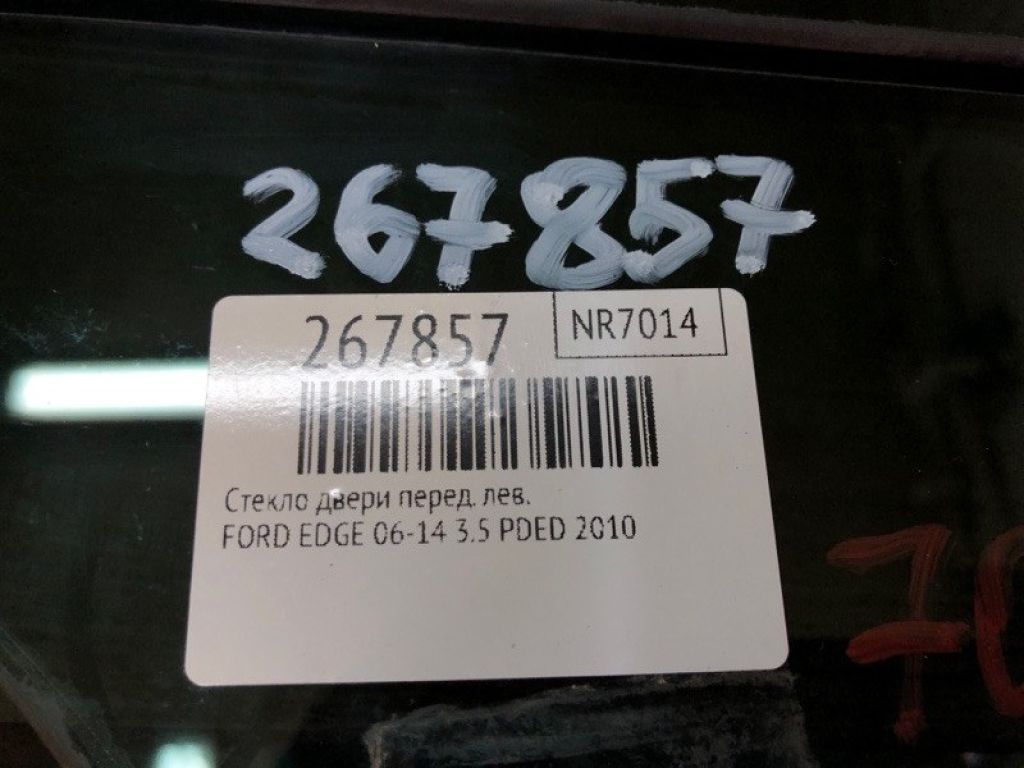 267857
267857 NR7014
Стекло двери перед. лев.
FORD EDGE 06-14 3.5 PDED 2010